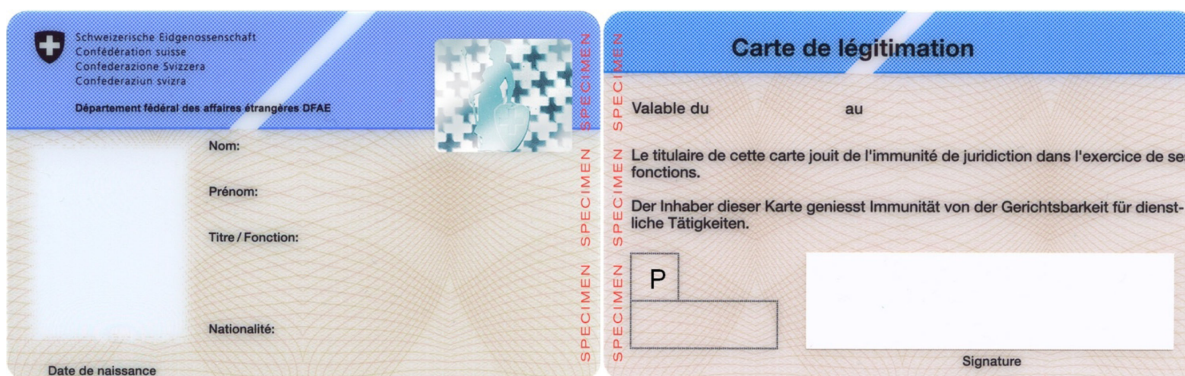 Schweizerische Eidgenossenschaft
Confédération suisse
Confederazione Svizzera
Confederaziun svizra
Département fédéral des affaires étrangères DFAE
Nom:
Prénom:
Titre / Fonction:
Nationalité:
Date de naissance
SPECIMEN SPECIMEN SPECIMEN
SPECIMEN SPECIMEN SPECIMEN
Carte de légitimation
Valable du au
Le titulaire de cette carte jouit de l'immunité de juridiction dans l'exercice de ses
fonctions.
Der Inhaber dieser Karte geniesst Immunität von der Gerichtsbarkeit für dienst-
liche Tätigkeiten.
P
Signature